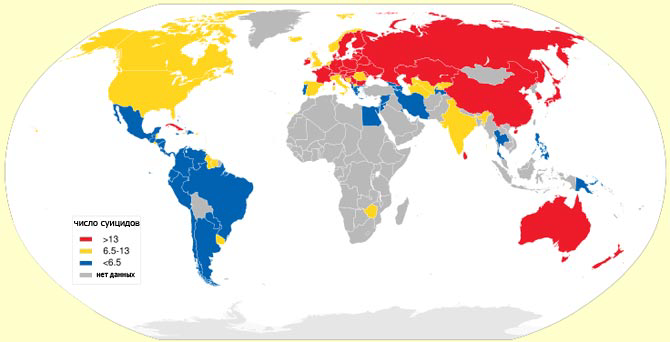 число суицидов
>13
6.5-13
<6.5
нет данных